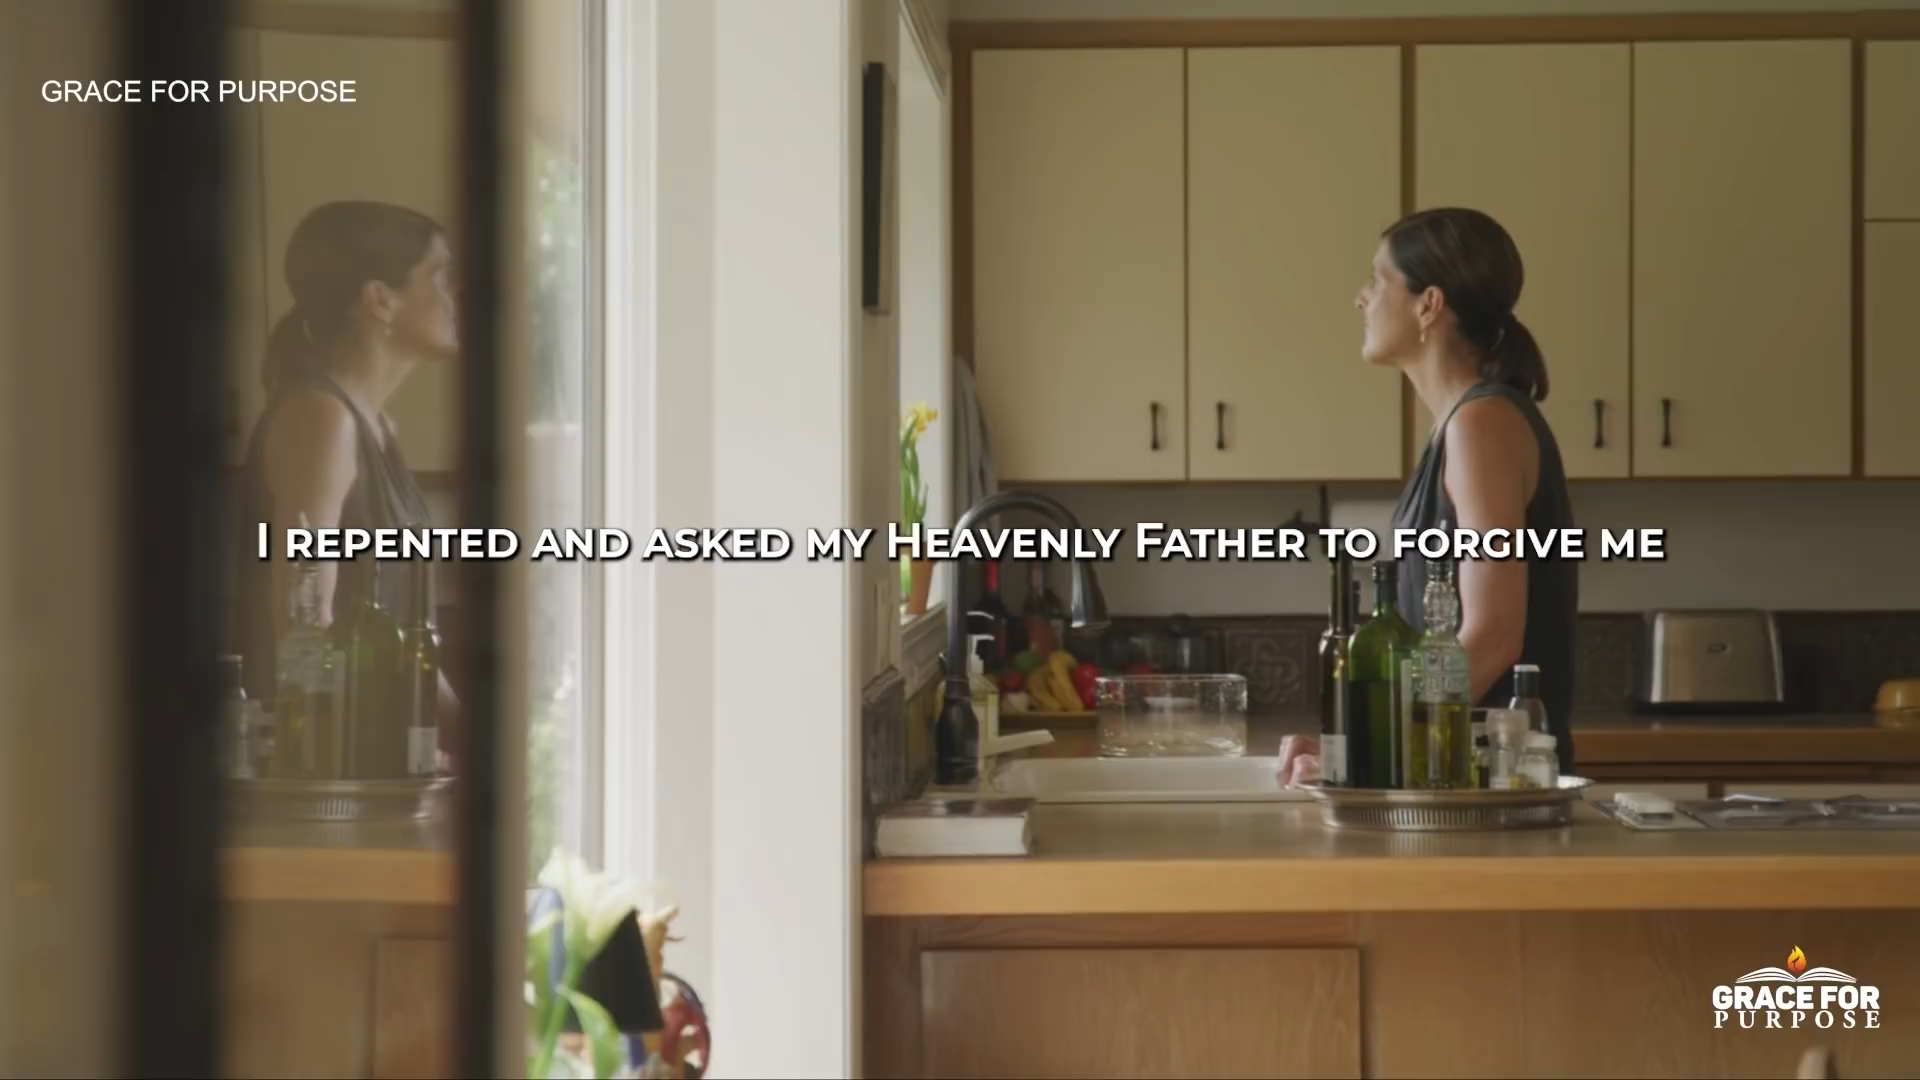 GRACE FOR PURPOSE
I REPENTED AND ASKED MY HEAVENLY FATHER TO FORGIVE ME
GRACE FOR
PURPOSE